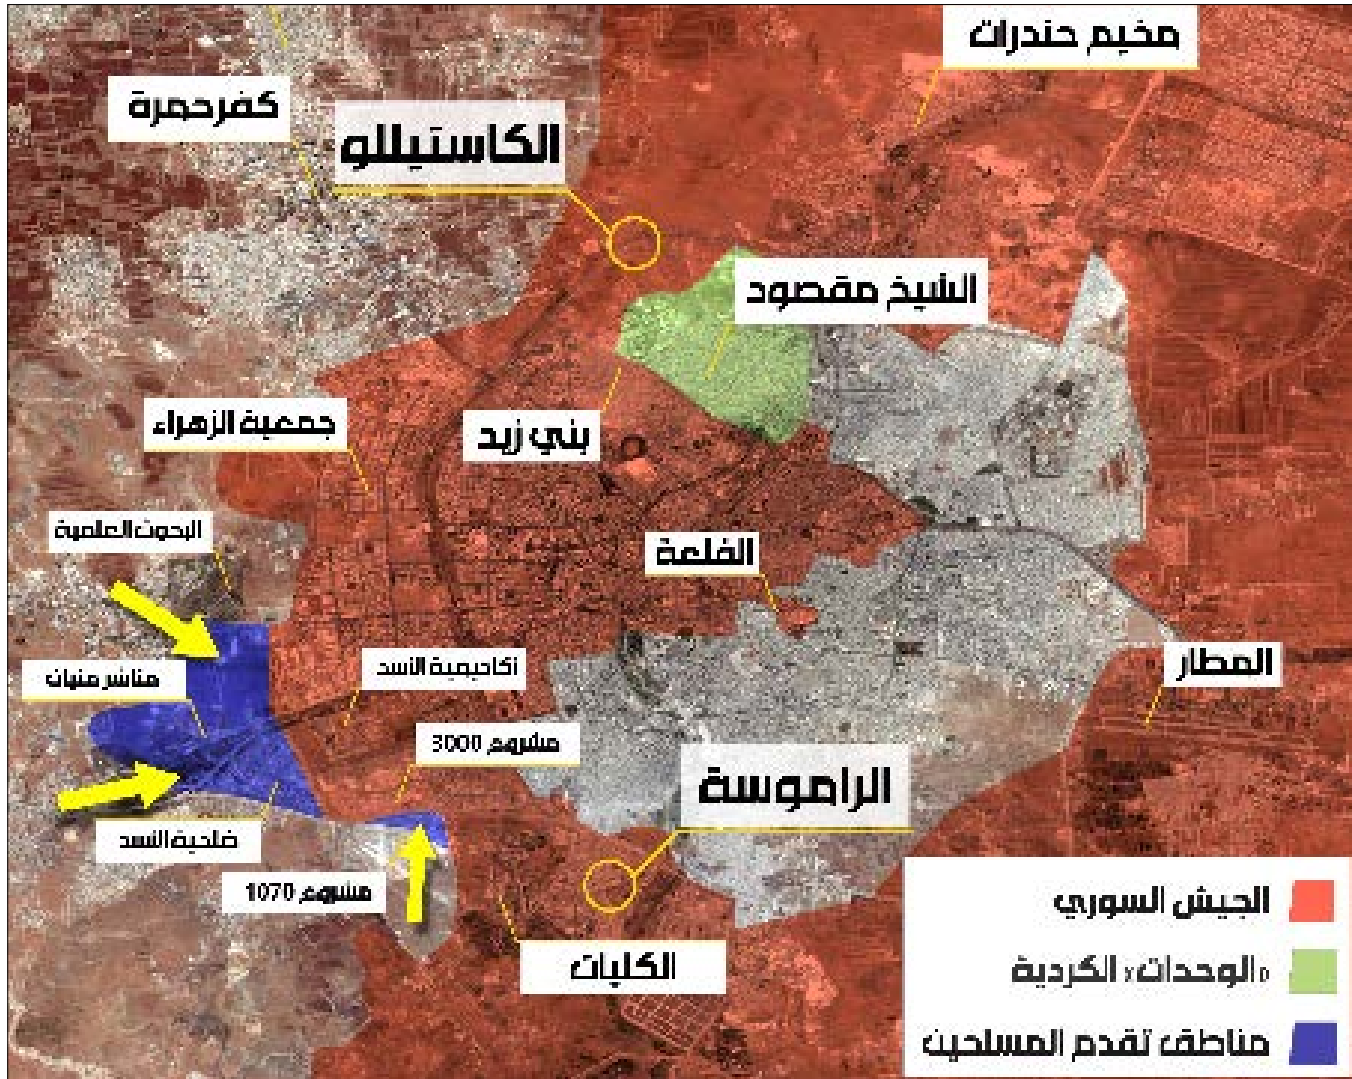 مخيم حندرات
كفرحمرة
الكاستيللو
الشيخ مقصود
جمعية الزهراء
بني زيد
البحوث العلمية
القلعة
المطار
أكاديمية الأسد
مناشر منيان
مشروع 3000
الراموسة
ضاحية الأسد
مشروع 1070
الكليات
الجيش السوري
«الوحدات» الكردية
مناطق تقدم المسلحين